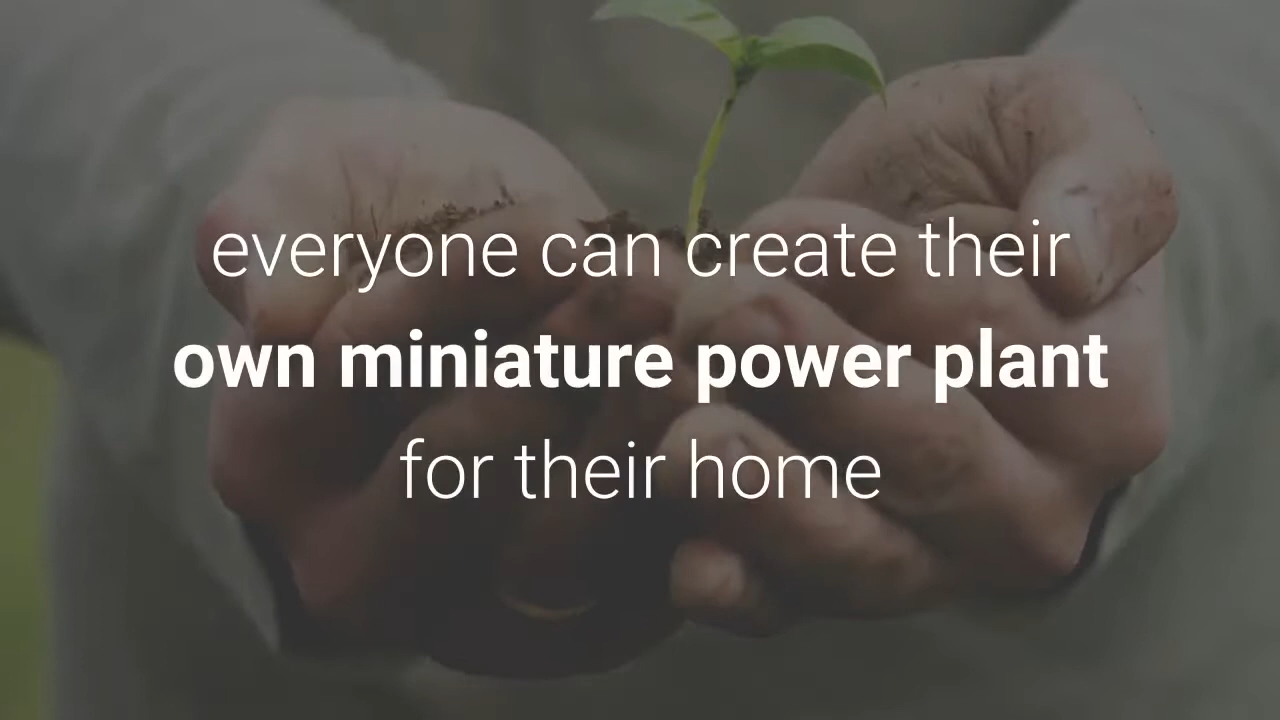 everyone can create their
own miniature power plant
for their home